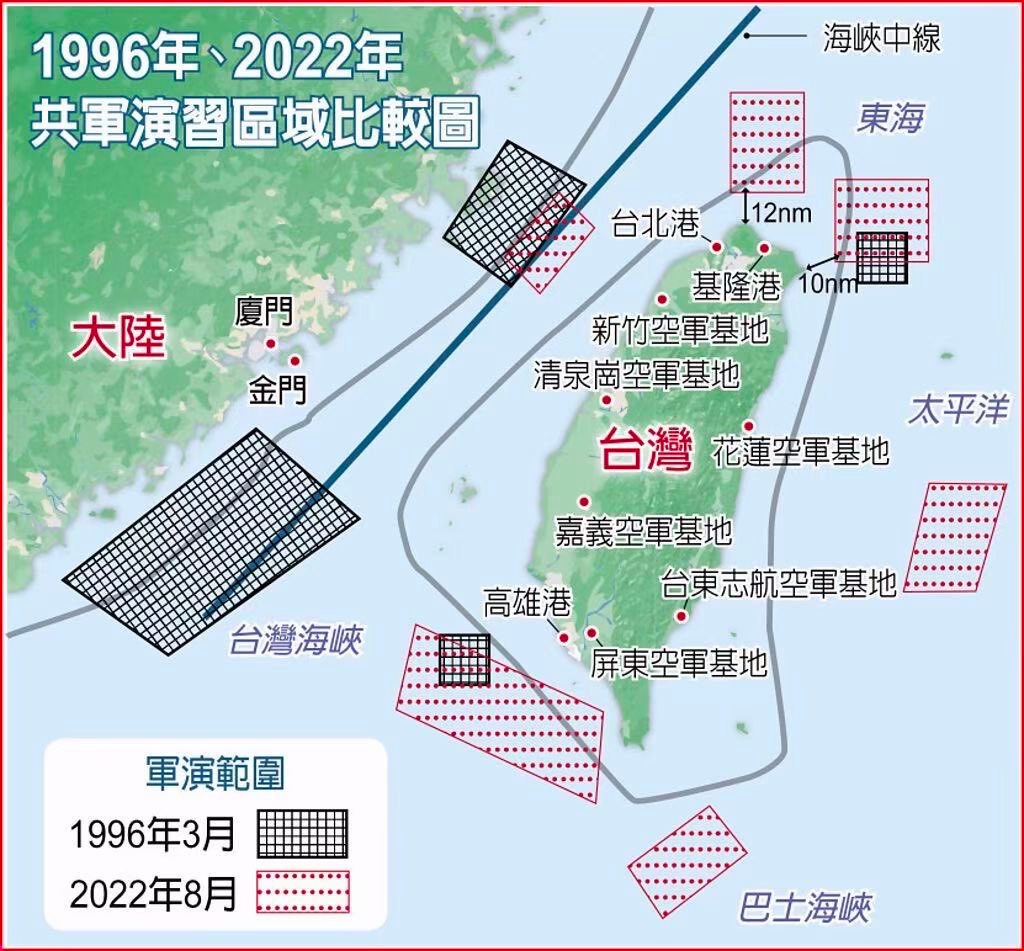 1996年、2022年
共軍演習區域比較圖
海峽中線
東海
12nm
台北港
基隆港
10nm
新竹空軍基地
廈門
大陸
金門
清泉崗空軍基地
太平洋
台灣
花蓮空軍基地
嘉義空軍基地
台東志航空軍基地
高雄港
台灣海峽
屏東空軍基地
軍演範圍
1996年3月
2022年8月
巴士海峽